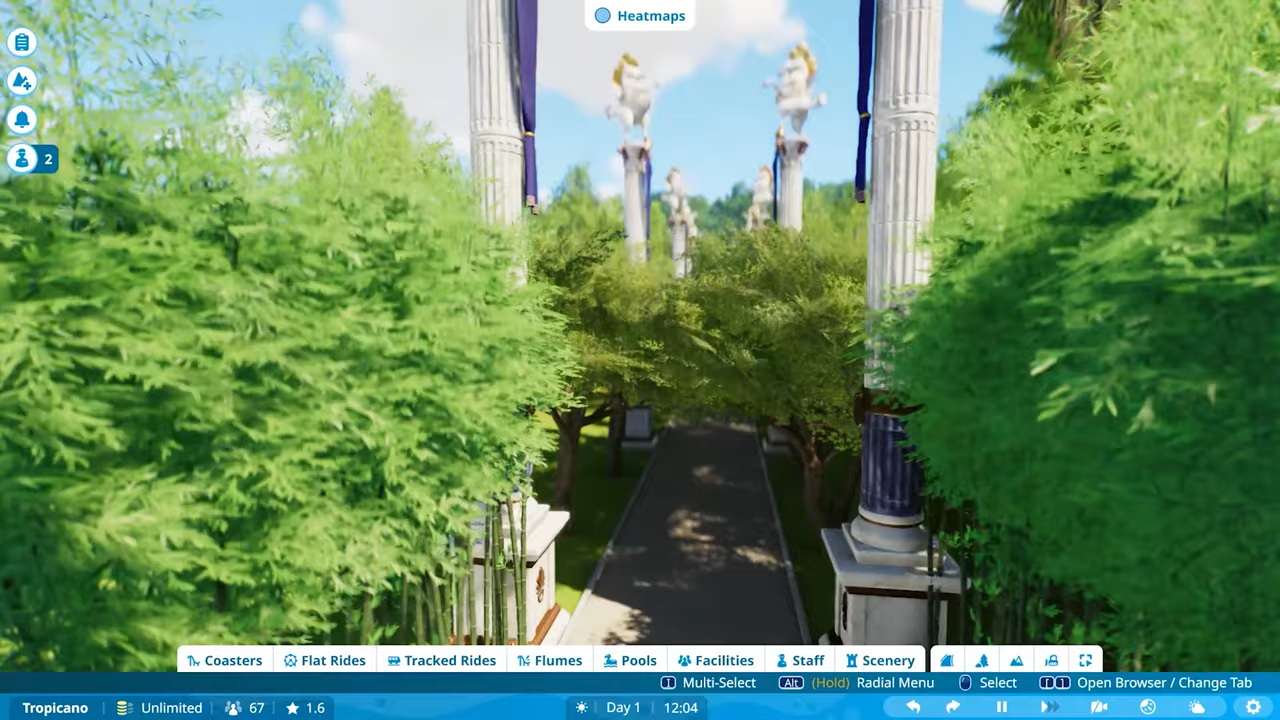 Heatmaps
2
Coasters Flat Rides Tracked Rides Flumes Pools Facilities Staff Scenery
Multi-Select Alt (Hold) Radial Menu Select Open Browser / Change Tab
Tropicano Unlimited 67 1.6 Day 1 12:04